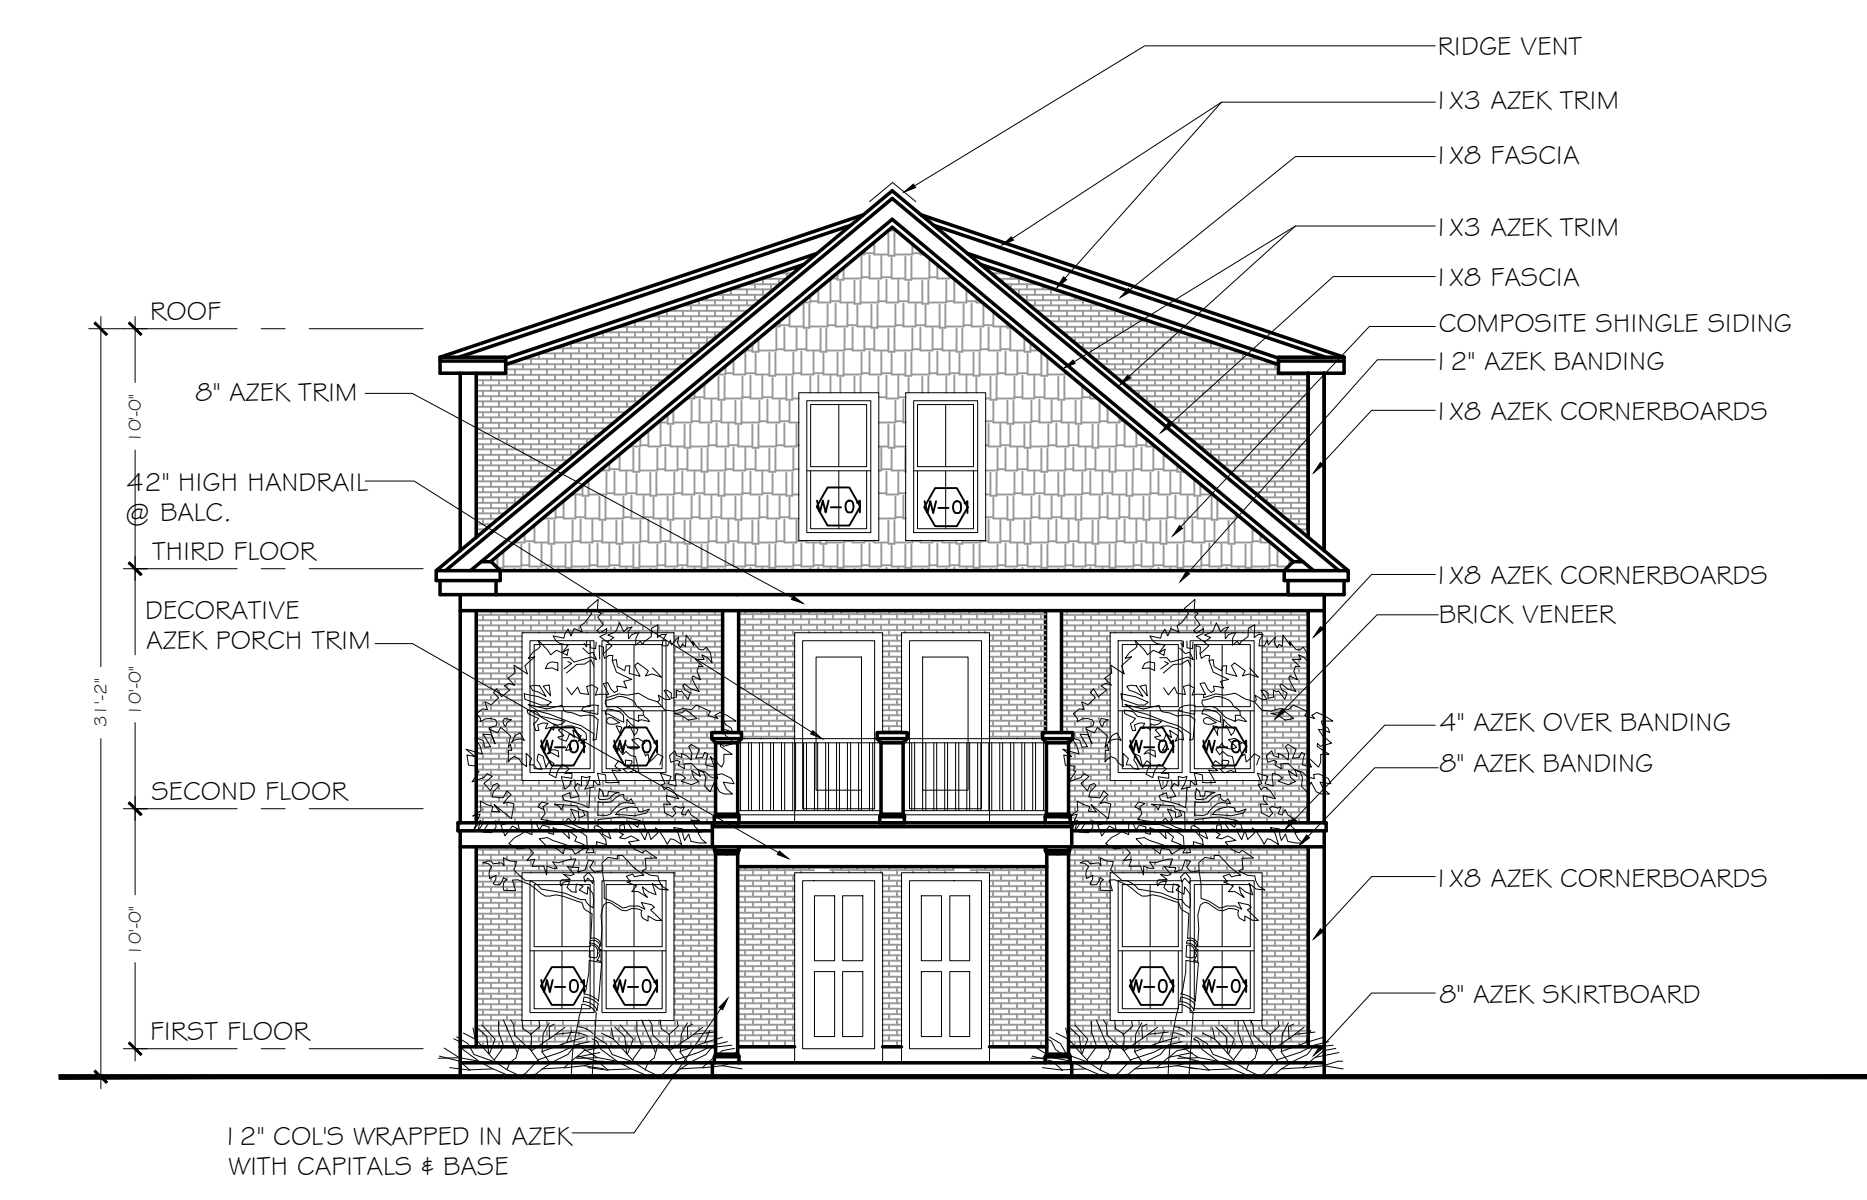 RIDGE VENT
1X3 AZEK TRIM
1X8 FASCIA
1X3 AZEK TRIM
1X8 FASCIA
COMPOSITE SHINGLE SIDING
12" AZEK BANDING
1X8 AZEK CORNERBOARDS
ROOF
8" AZEK TRIM
10'-0"
42" HIGH HANDRAIL
@ BALC.
W-01
W-01
THIRD FLOOR
1X8 AZEK CORNERBOARDS
BRICK VENEER
DECORATIVE
AZEK PORCH TRIM
10'-0"
31'-2"
4" AZEK OVER BANDING
8" AZEK BANDING
W-01
W-01
W-01
W-01
SECOND FLOOR
1X8 AZEK CORNERBOARDS
10'-0"
W-01
W-01
W-01
W-01
8" AZEK SKIRTBOARD
FIRST FLOOR
12" COL'S WRAPPED IN AZEK
WITH CAPITALS & BASE